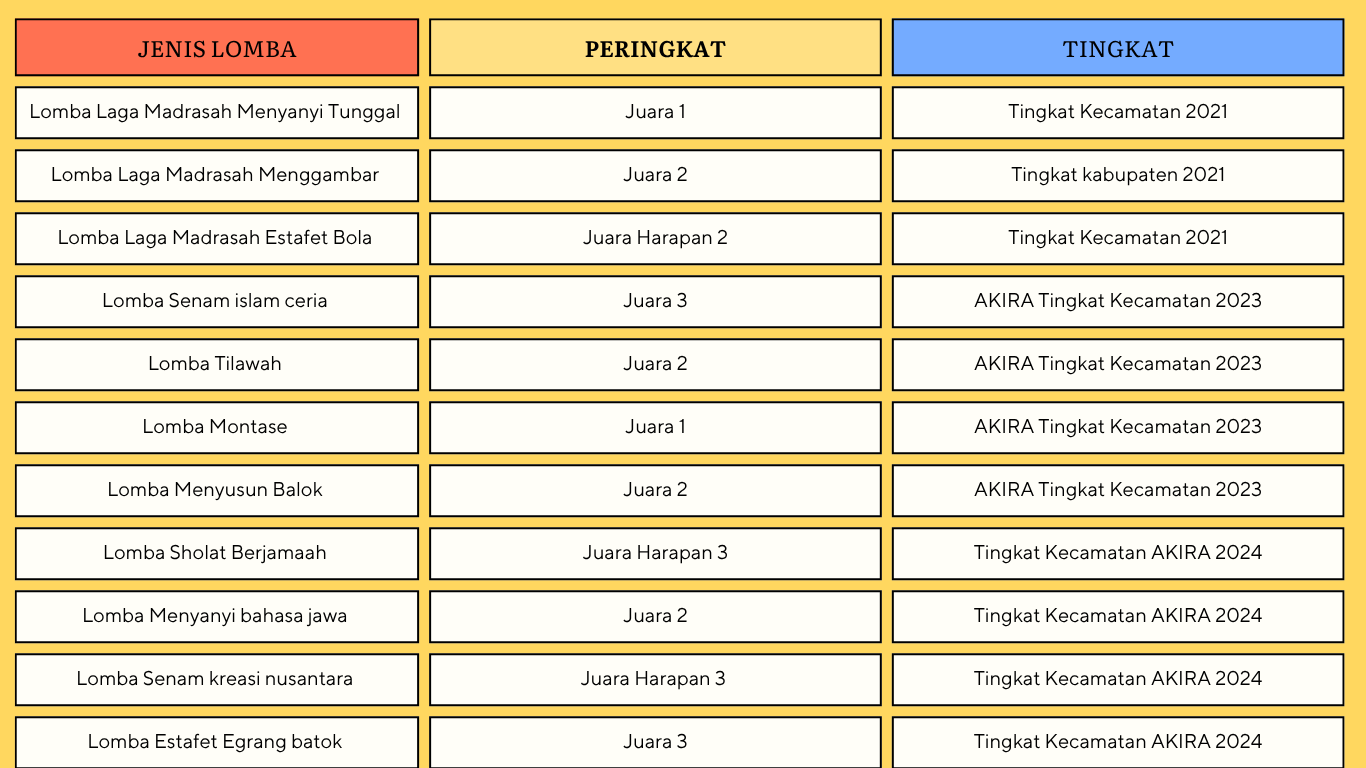 JENIS LOMBA PERINGKAT TINGKAT
Lomba Laga Madrasah Menyanyi Tunggal Juara 1 Tingkat Kecamatan 2021
Lomba Laga Madrasah Menggambar Juara 2 Tingkat kabupaten 2021
Lomba Laga Madrasah Estafet Bola Juara Harapan 2 Tingkat Kecamatan 2021
Lomba Senam islam ceria Juara 3 AKIRA Tingkat Kecamatan 2023
Lomba Tilawah Juara 2 AKIRA Tingkat Kecamatan 2023
Lomba Montase Juara 1 AKIRA Tingkat Kecamatan 2023
Lomba Menyusun Balok Juara 2 AKIRA Tingkat Kecamatan 2023
Lomba Sholat Berjamaah Juara Harapan 3 Tingkat Kecamatan AKIRA 2024
Lomba Menyanyi bahasa jawa Juara 2 Tingkat Kecamatan AKIRA 2024
Lomba Senam kreasi nusantara Juara Harapan 3 Tingkat Kecamatan AKIRA 2024
Lomba Estafet Egrang batok Juara 3 Tingkat Kecamatan AKIRA 2024